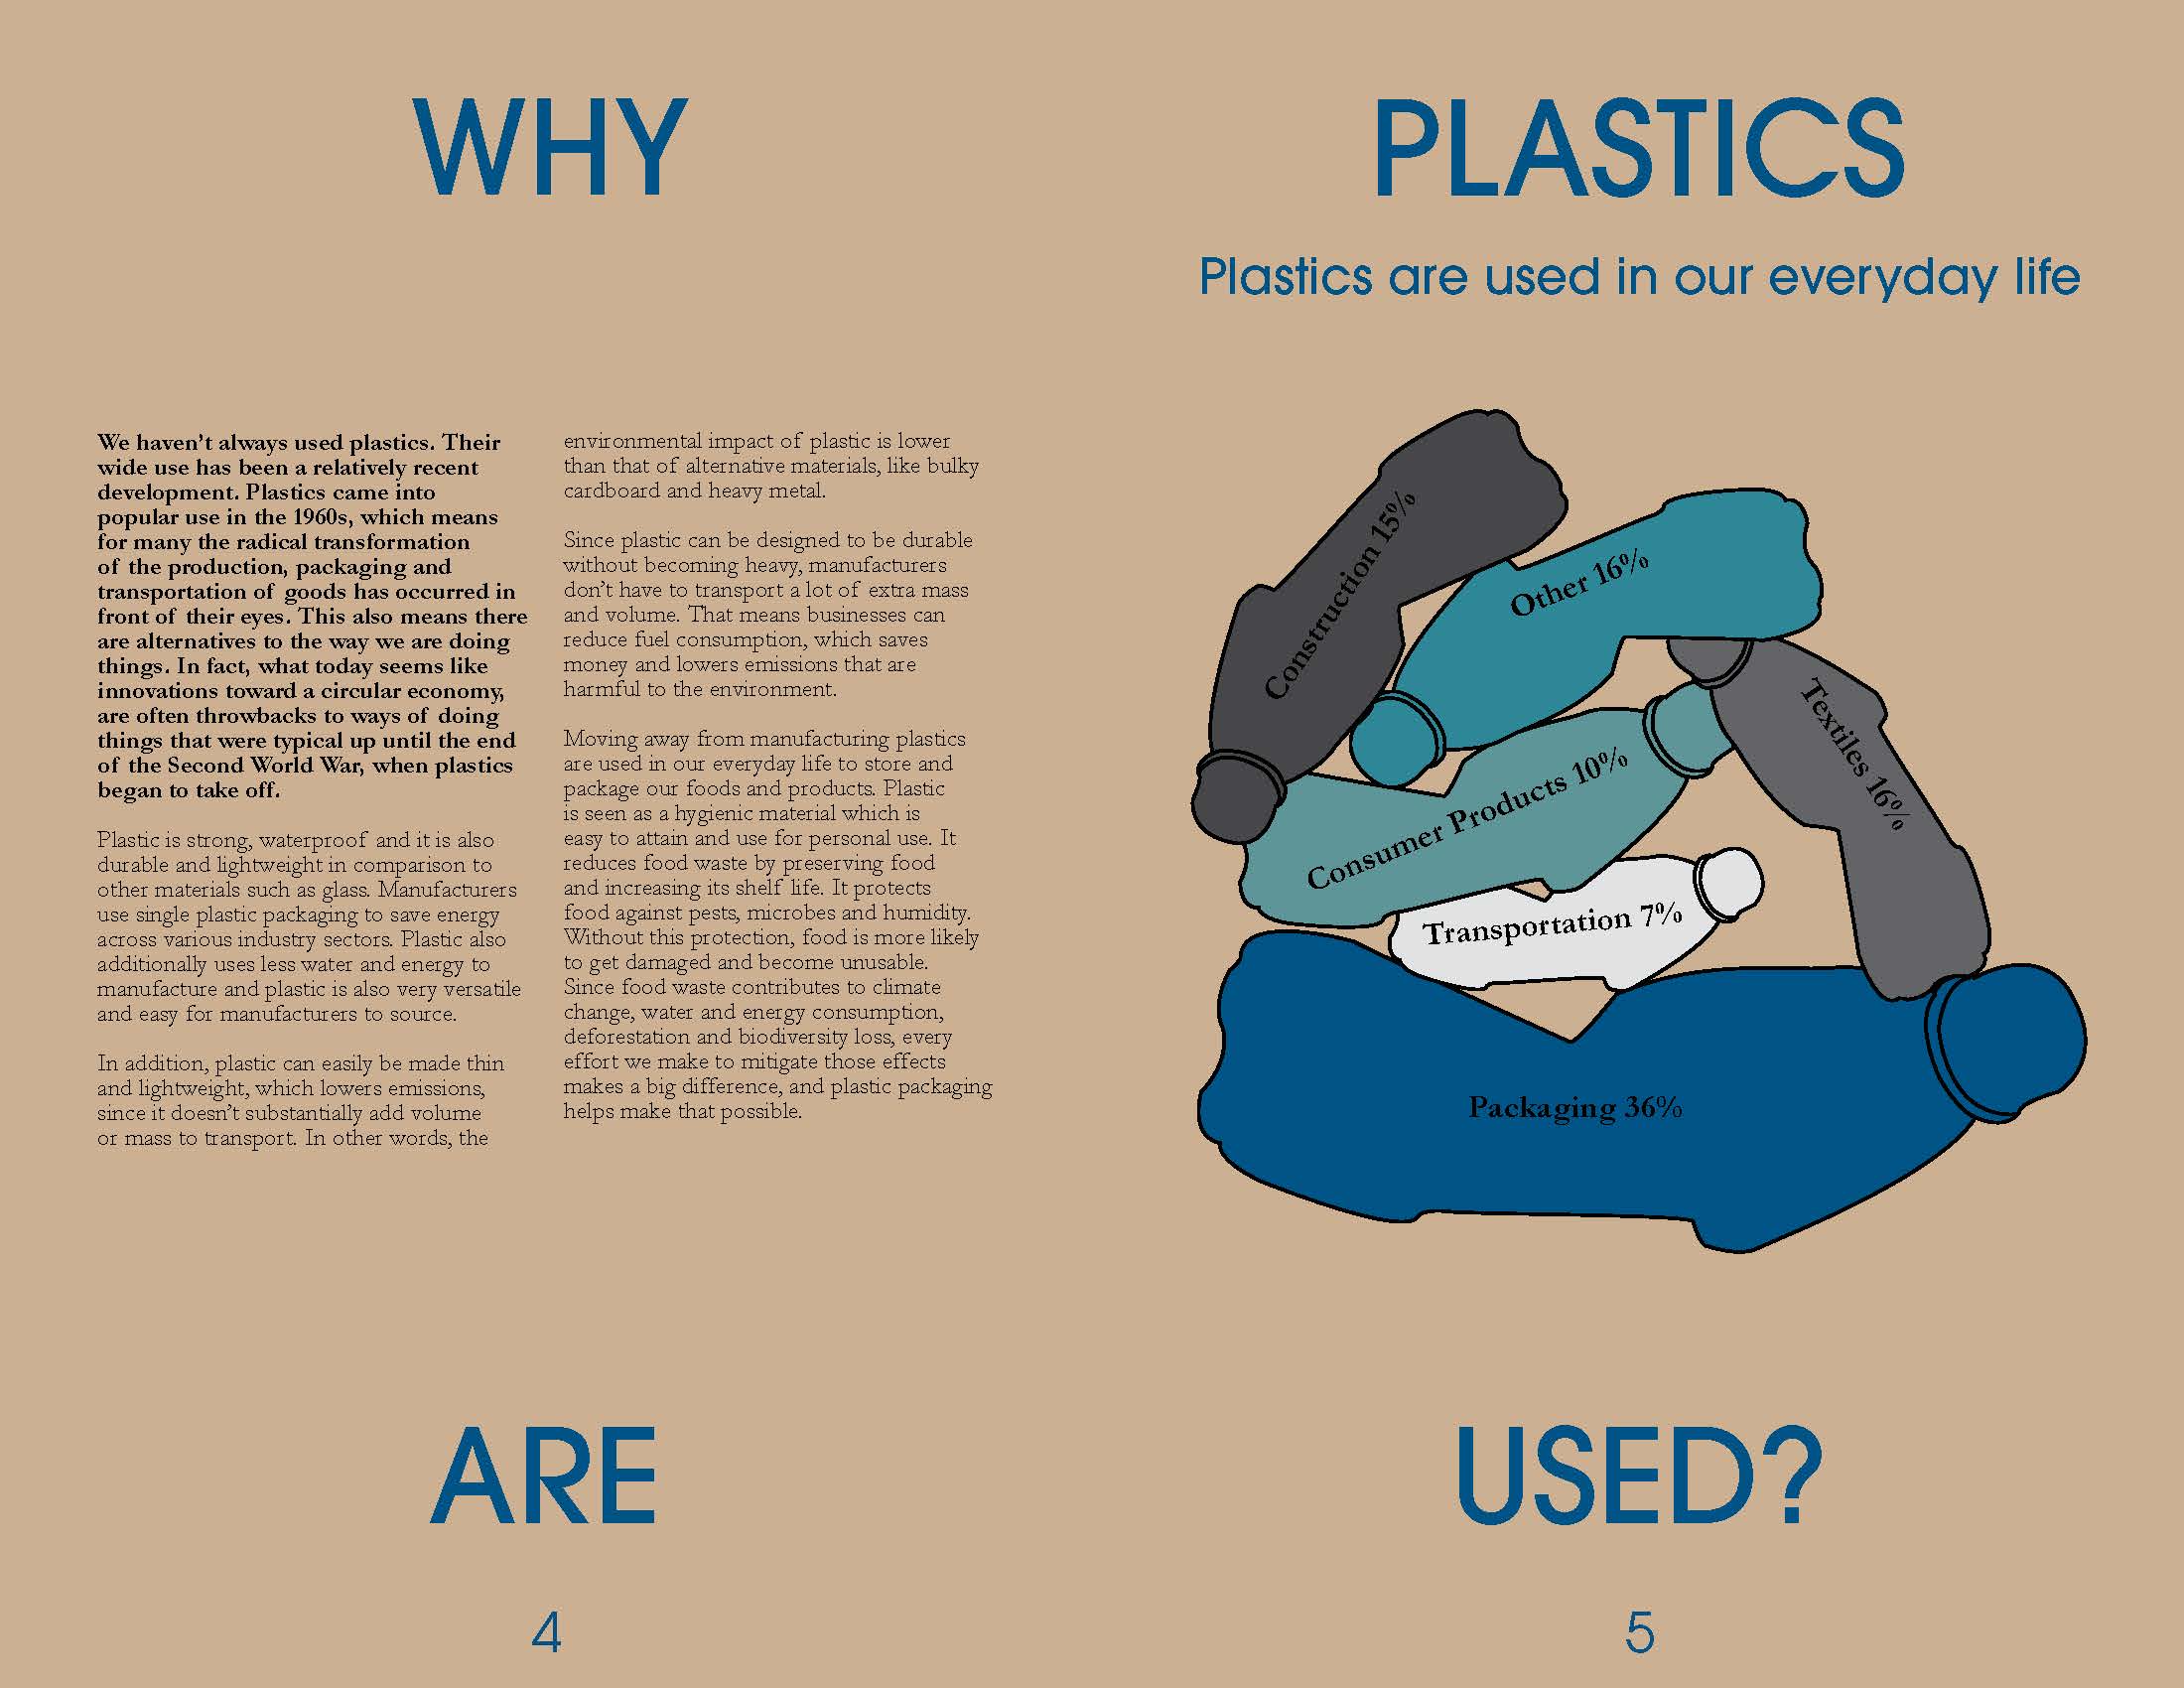 WHY
PLASTICS
Plastics are used in our everyday life
We haven’t always used plastics. Their
wide use has been a relatively recent
development. Plastics came into
popular use in the 1960s, which means
for many the radical transformation
of the production, packaging and
transportation of goods has occurred in
front of their eyes. This also means there
are alternatives to the way we are doing
things. In fact, what today seems like
innovations toward a circular economy,
are often throwbacks to ways of doing
things that were typical up until the end
of the Second World War, when plastics
began to take off.
Plastic is strong, waterproof and it is also
durable and lightweight in comparison to
other materials such as glass. Manufacturers
use single plastic packaging to save energy
across various industry sectors. Plastic also
additionally uses less water and energy to
manufacture and plastic is also very versatile
and easy for manufacturers to source.
In addition, plastic can easily be made thin
and lightweight, which lowers emissions,
since it doesn’t substantially add volume
or mass to transport. In other words, the
environmental impact of plastic is lower
than that of alternative materials, like bulky
cardboard and heavy metal.
Since plastic can be designed to be durable
without becoming heavy, manufacturers
don’t have to transport a lot of extra mass
and volume. That means businesses can
reduce fuel consumption, which saves
money and lowers emissions that are
harmful to the environment.
Moving away from manufacturing plastics
are used in our everyday life to store and
package our foods and products. Plastic
is seen as a hygienic material which is
easy to attain and use for personal use. It
reduces food waste by preserving food
and increasing its shelf life. It protects
food against pests, microbes and humidity.
Without this protection, food is more likely
to get damaged and become unusable.
Since food waste contributes to climate
change, water and energy consumption,
deforestation and biodiversity loss, every
effort we make to mitigate those effects
makes a big difference, and plastic packaging
helps make that possible.
Construction 15%
Other 16%
Textiles 16%
Consumer Products 10%
Transportation 7%
Packaging 36%
ARE
USED?
4
5